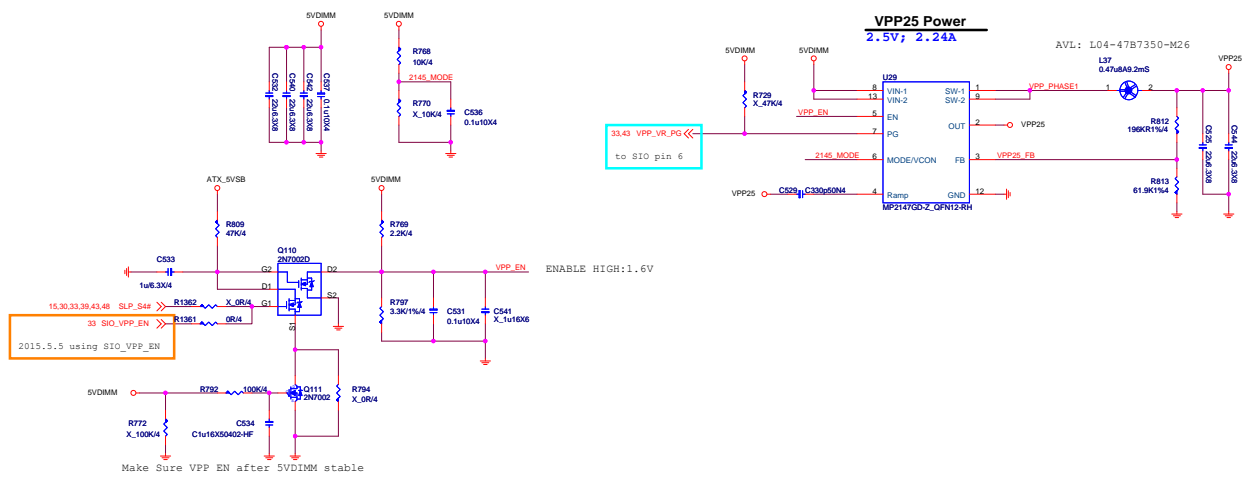 5VDIMM
C532
22u6.3X8
C540
22u6.3X8
C542
22u6.3X8
C537
0.1u10X4
5VDIMM
R768
10K/4
2145_MODE
R770
X_10K/4
C536
0.1u10X4
VPP25 Power
2.5V; 2.24A
AVL: L04-47B7350-M26
5VDIMM
R729
X_47K/4
5VDIMM
U29
8 VIN-1 SW-1 1
13 VIN-2 SW-2 9
VPP_EN 5 EN
OUT 2 VPP25
7 PG
2145_MODE 6 MODE/VCON FB 3 VPP25_FB
VPP25 C529 C330p50N4 4 Ramp GND 12
MP2147GD-Z_QFN12-RH
VPP_PHASE1
L37
0.47u8A9.2mS
1 2
VPP25
R812
196KR1%/4
R813
61.9K1%4
C525
22u6.3X8
C544
22u6.3X8
33,43 VPP_VR_PG
to SIO pin 6
ATX_5VSB
R809
47K/4
C533
1u/6.3X/4
Q110
2N7002D
G2 D2
D1
G1 S2
S1
15,30,33,39,43,48 SLP_S4# R1362 X_0R/4
33 SIO_VPP_EN R1361 0R/4
2015.5.5 using SIO_VPP_EN
5VDIMM
R769
2.2K/4
VPP_EN ENABLE HIGH:1.6V
R797
3.3K/1%/4
C531
0.1u10X4
C541
X_1u16X6
5VDIMM
R792 100K/4
Q111
2N7002
R794
X_0R/4
R772
X_100K/4
C534
C1u16X50402-HF
Make Sure VPP EN after 5VDIMM stable